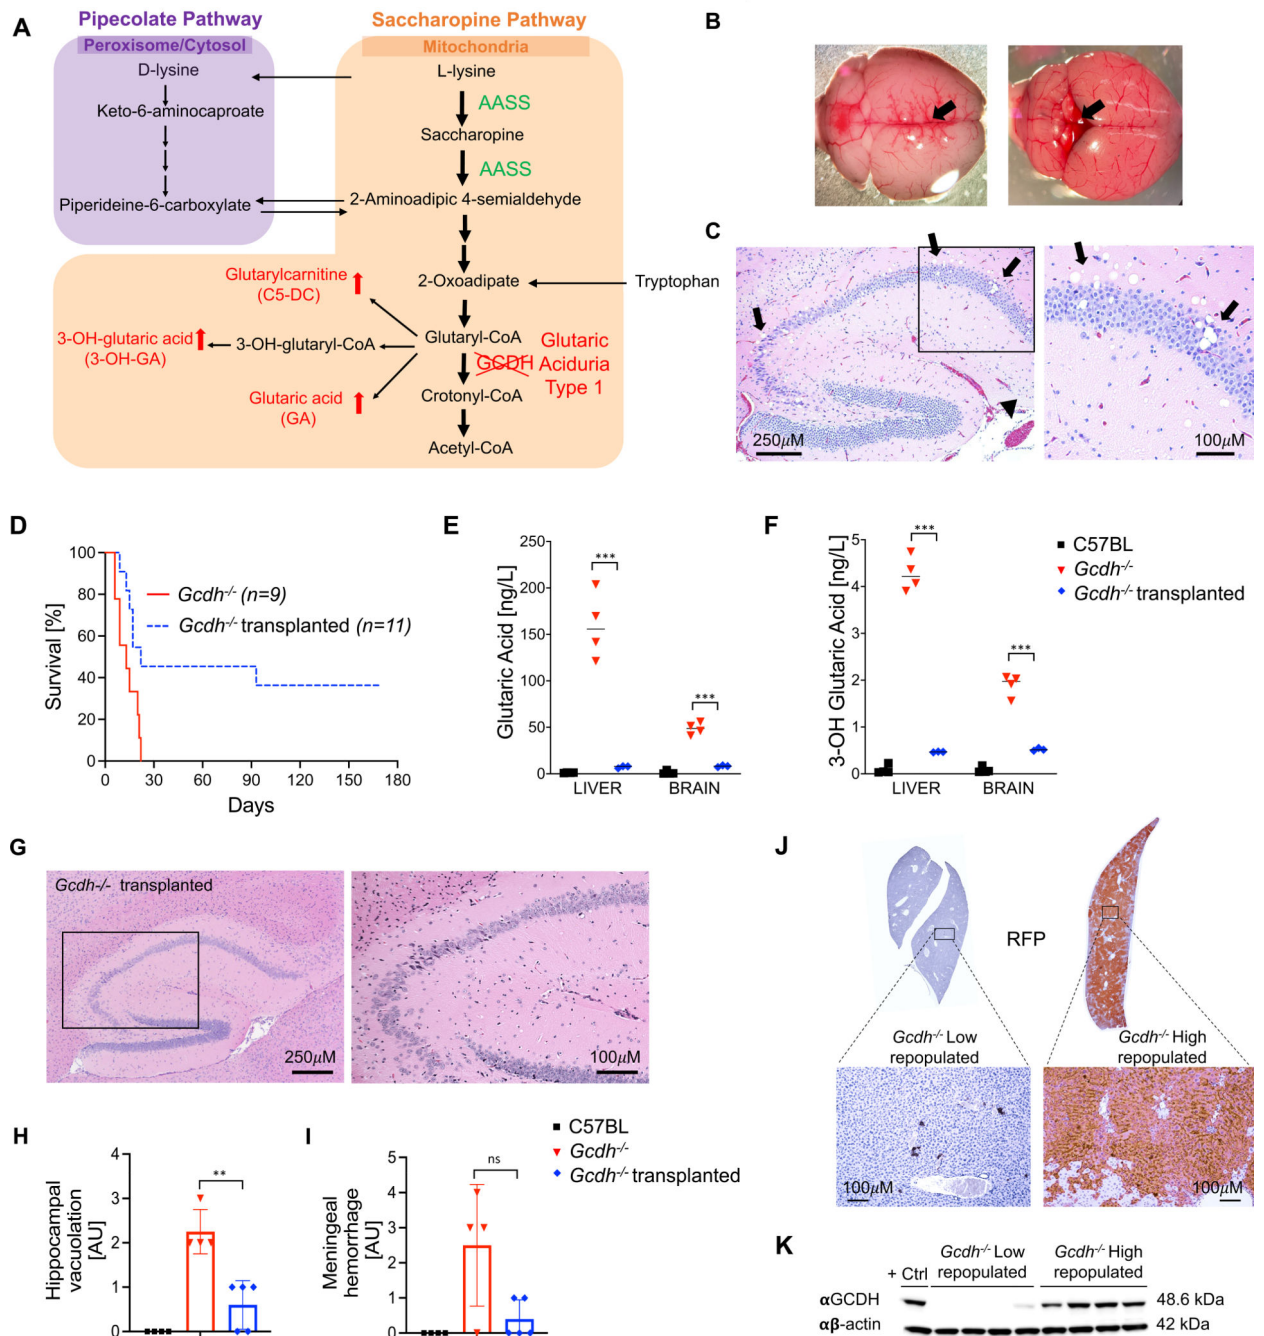 A
Pipecolate Pathway
Saccharopine Pathway
Peroxisome/Cytosol
Mitochondria
D-lysine
L-lysine
AASS
Keto-6-aminocaproate
Saccharopine
AASS
Piperideine-6-carboxylate
2-Aminoadipic 4-semialdehyde
Glutarylcarnitine
(C5-DC)
2-Oxoadipate
Tryptophan
3-OH-glutaric acid
(3-OH-GA)
3-OH-glutaryl-CoA
Glutaryl-CoA
GCDH
Glutaric
Aciduria
Type 1
Glutaric acid
(GA)
Crotonyl-CoA
Acetyl-CoA
B
C
250µM
100µM
D
Survival [%]
100
80
60
40
20
0
Gcdh-/- (n=9)
Gcdh-/- transplanted (n=11)
0 30 60 90 120 150 180
Days
E
Glutaric Acid [ng/L]
250
200
150
100
50
0
***
***
LIVER BRAIN
F
3-OH Glutaric Acid [ng/L]
5
4
3
2
1
0
***
***
LIVER BRAIN
C57BL
Gcdh-/-
Gcdh-/- transplanted
G
Gcdh-/- transplanted
250µM
100µM
H
Hippocampal
vacuolation
[AU]
4
3
2
1
0
**
I
Meningeal
hemorrhage
[AU]
5
4
3
2
1
0
ns
C57BL
Gcdh-/-
Gcdh-/- transplanted
J
RFP
Gcdh-/- Low
repopulated
Gcdh-/- High
repopulated
100µM
100µM
K
+ Ctrl
Gcdh-/- Low
repopulated
Gcdh-/- High
repopulated
αGCDH
48.6 kDa
αβ-actin
42 kDa